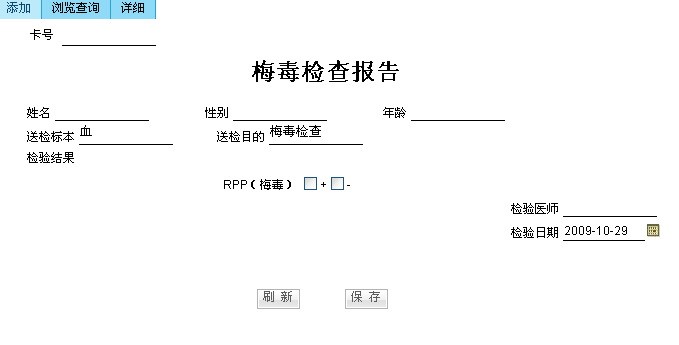 添加 浏览查询 详细
卡号
梅毒检查报告
姓名 性别 年龄
送检标本 血 送检目的 梅毒检查
检验结果
RPP（梅毒） + -
检验医师
检验日期 2009-10-29
刷 新 保 存